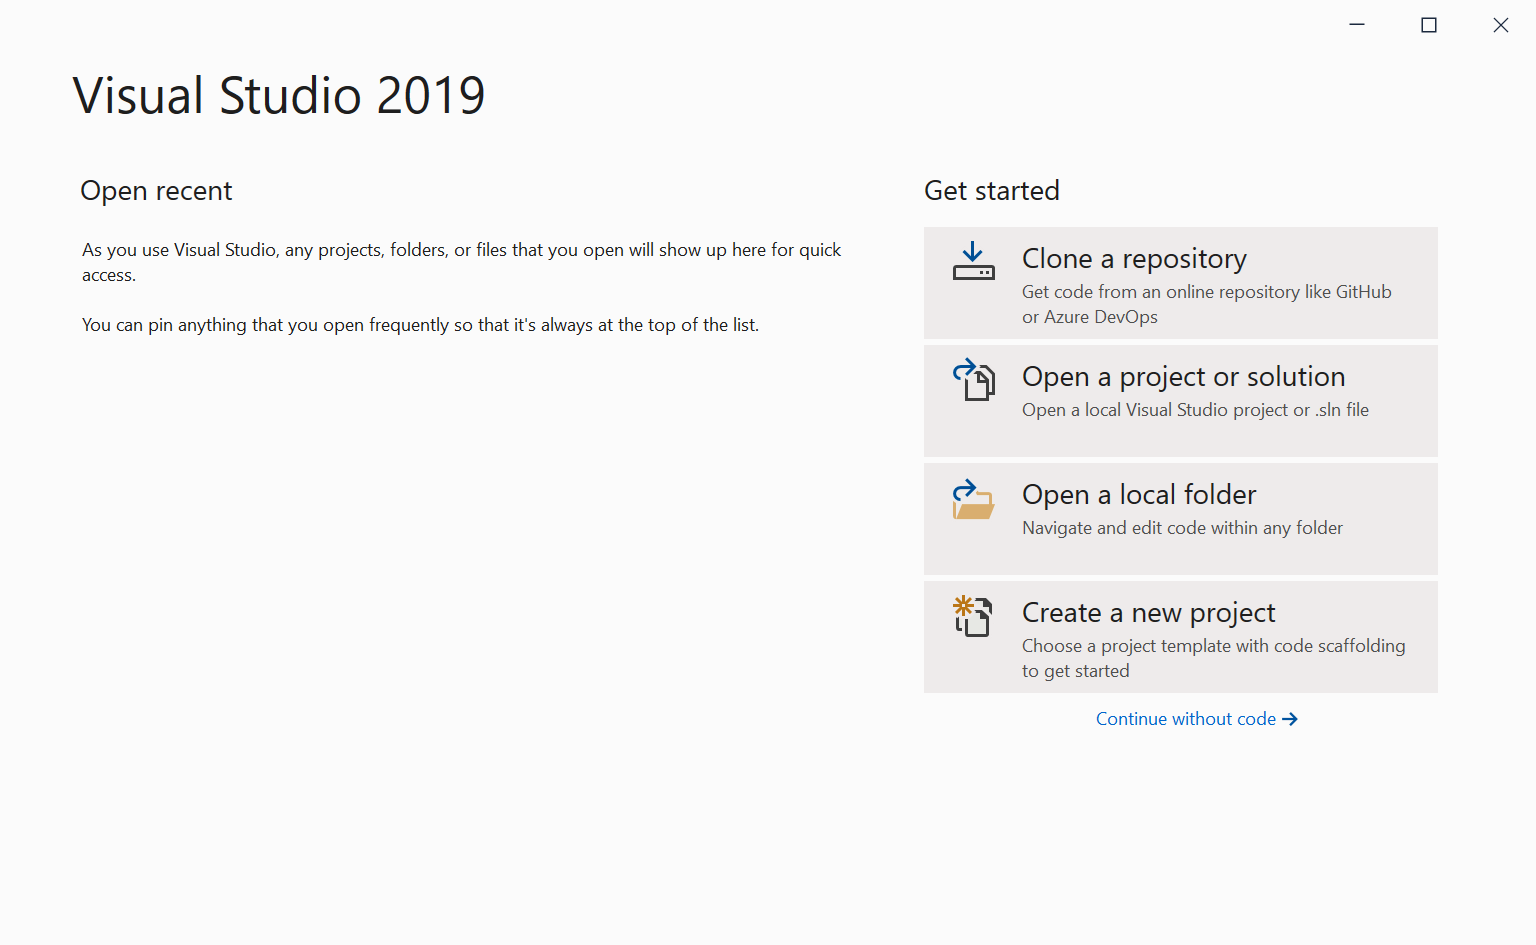 Visual Studio 2019
Open recent
As you use Visual Studio, any projects, folders, or files that you open will show up here for quick
access.
You can pin anything that you open frequently so that it's always at the top of the list.
Get started
Clone a repository
Get code from an online repository like GitHub
or Azure DevOps
Open a project or solution
Open a local Visual Studio project or .sln file
Open a local folder
Navigate and edit code within any folder
Create a new project
Choose a project template with code scaffolding
to get started
Continue without code →